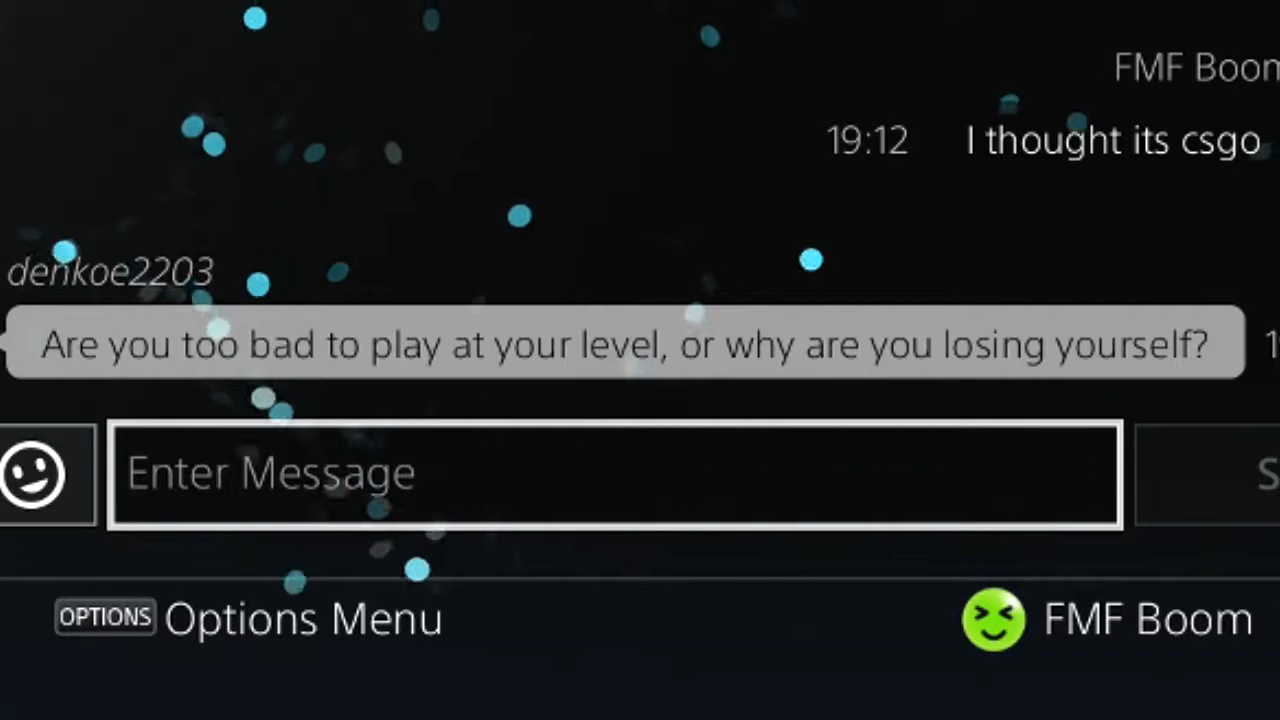 FMF Boom
19:12 I thought its csgo
denkoe2203
Are you too bad to play at your level, or why are you losing yourself?
Enter Message
OPTIONS Options Menu
FMF Boom